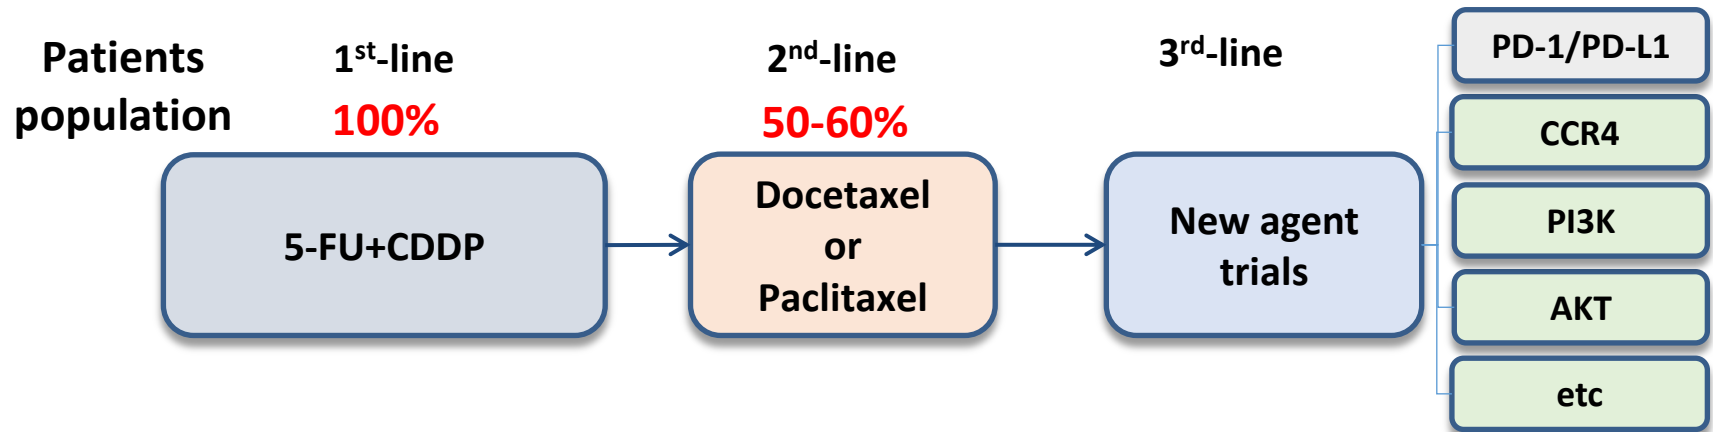 Patients
population
1st-line
100%
2nd-line
50-60%
3rd-line
5-FU+CDDP
Docetaxel
or
Paclitaxel
New agent
trials
PD-1/PD-L1
CCR4
PI3K
AKT
etc